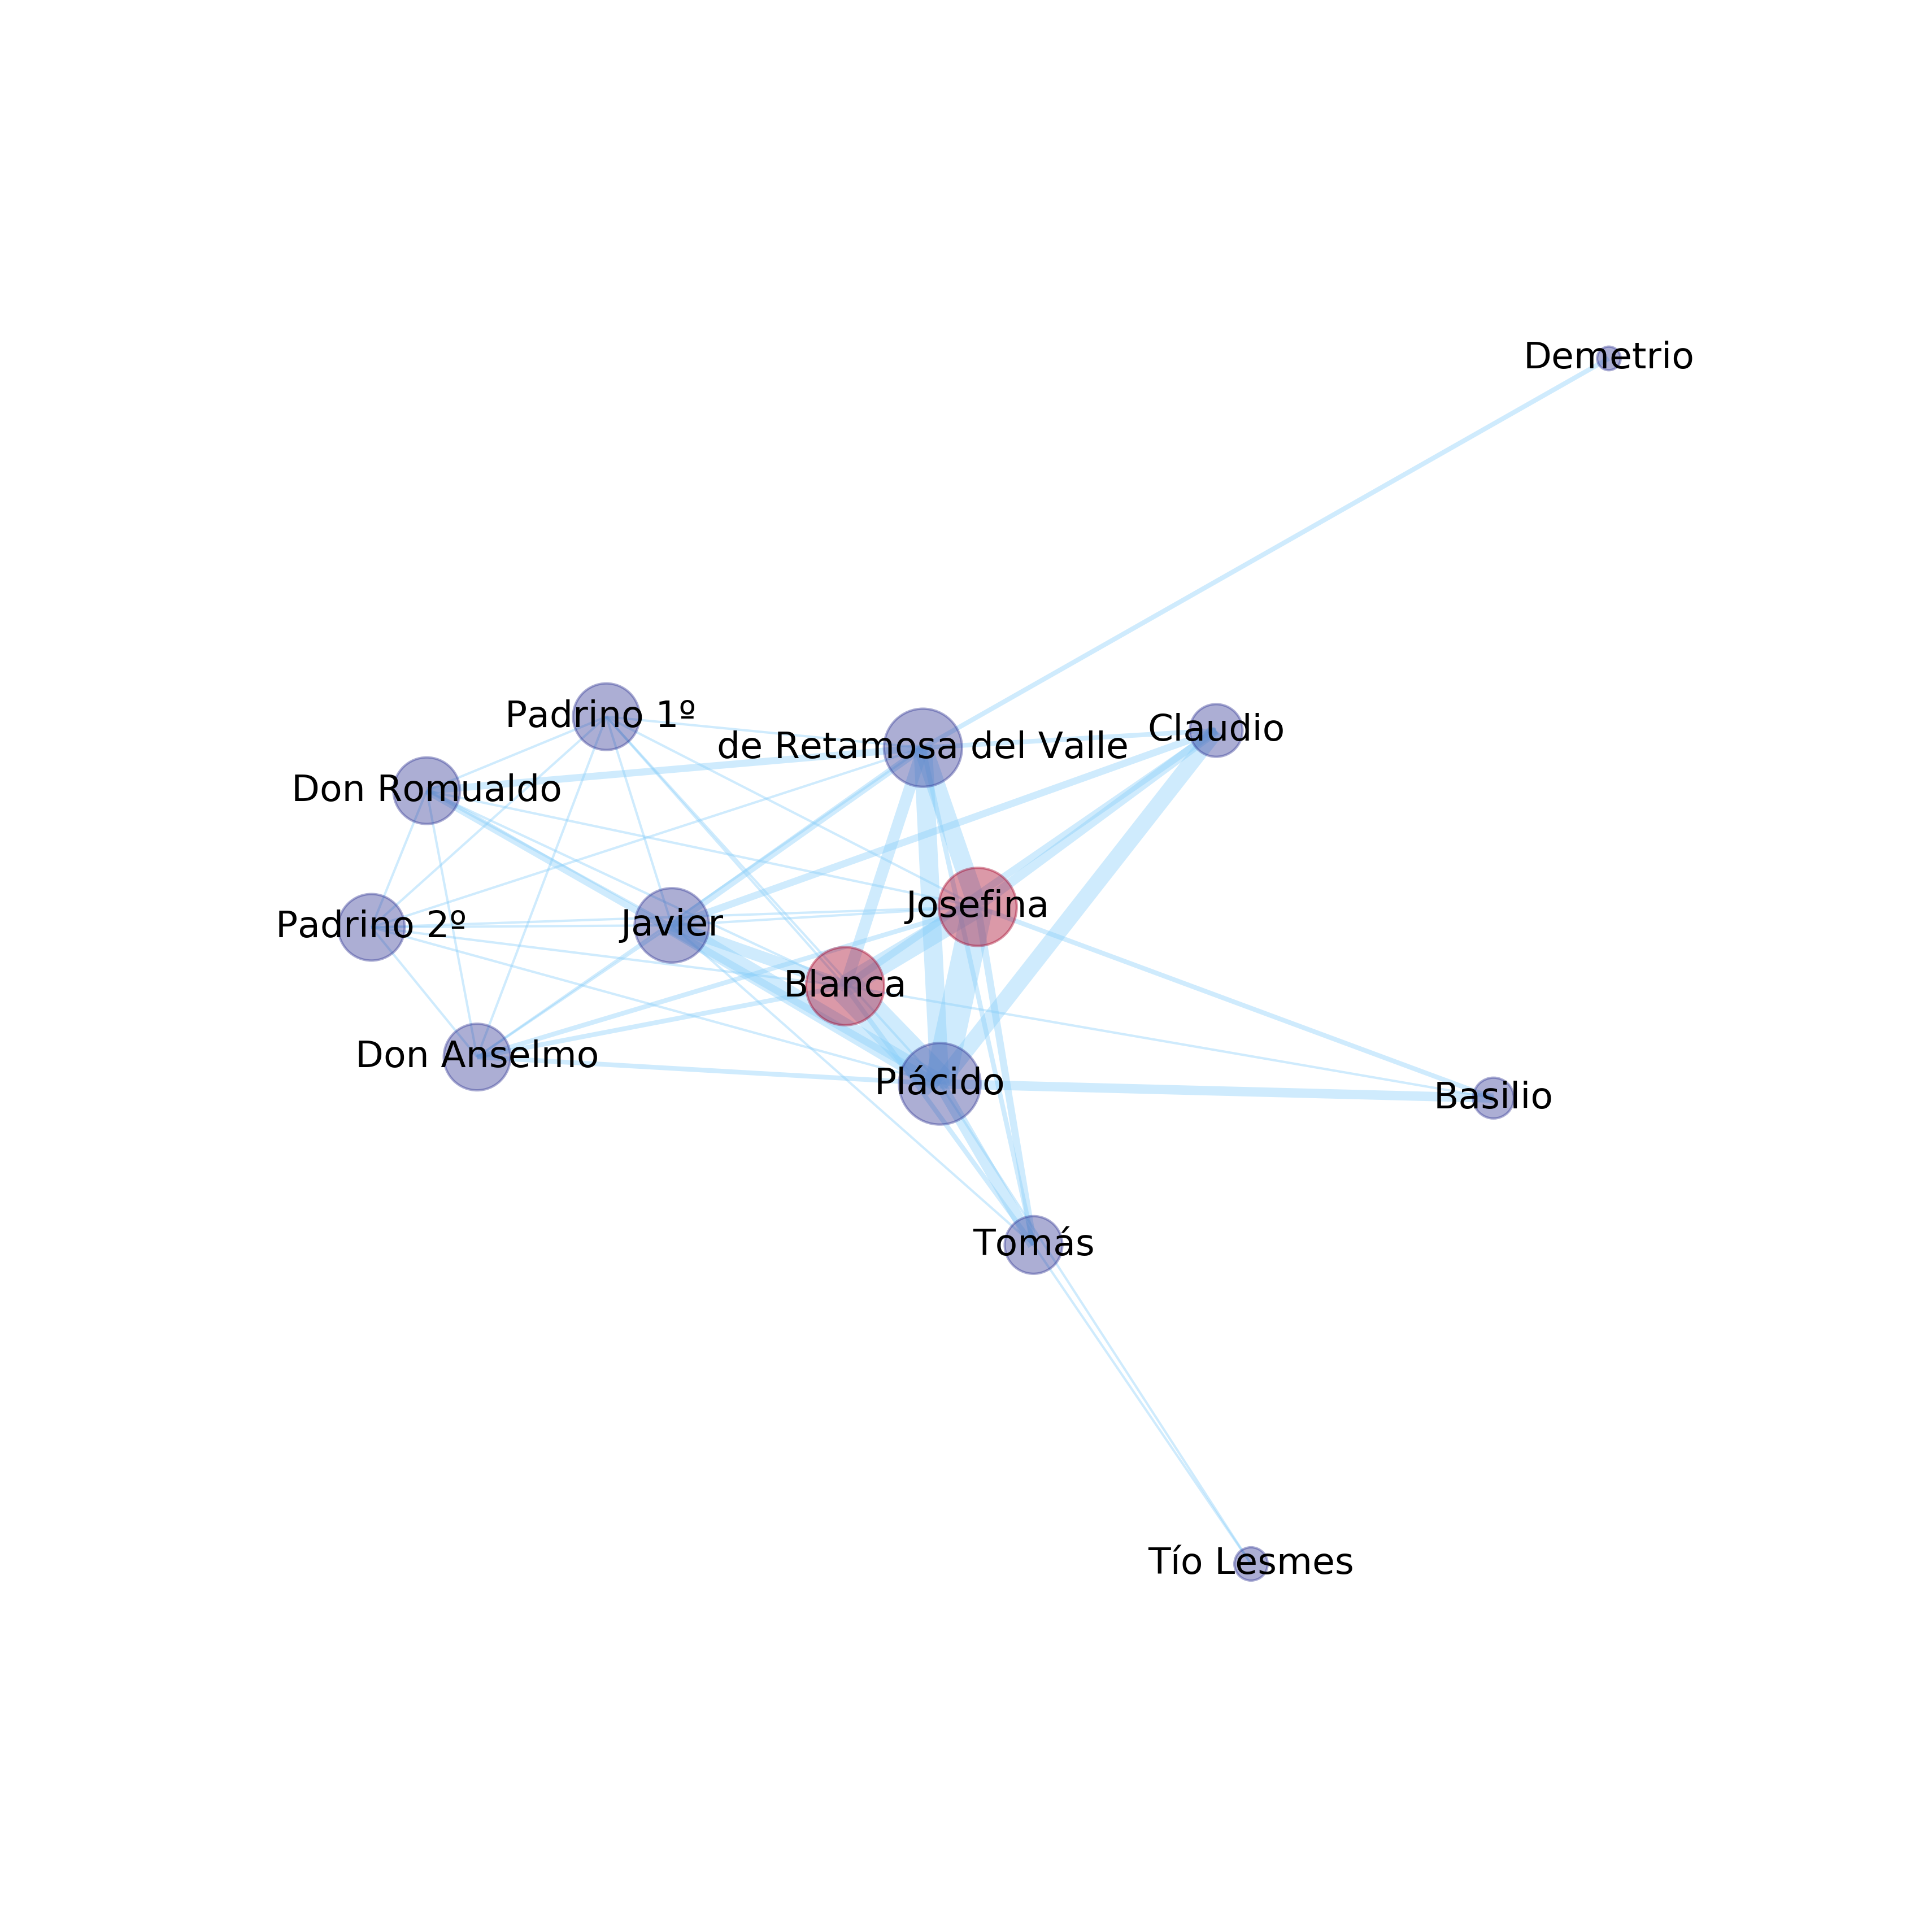 Demetrio
Padrino 1º
Claudio
de Retamosa del Valle
Don Romualdo
Josefina
Javier
Padrino 2º
Blanca
Don Anselmo
Plácido
Basilio
Tomás
Tío Lesmes